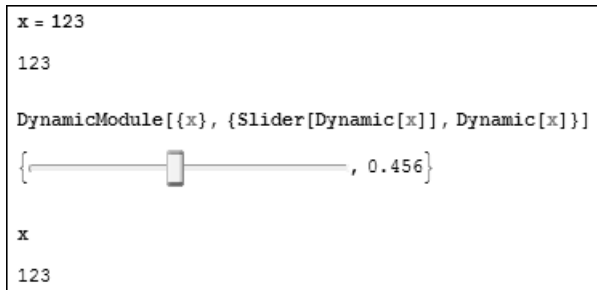 x = 123
123
DynamicModule[{x}, {Slider[Dynamic[x]], Dynamic[x]}]
{, 0.456}
x
123